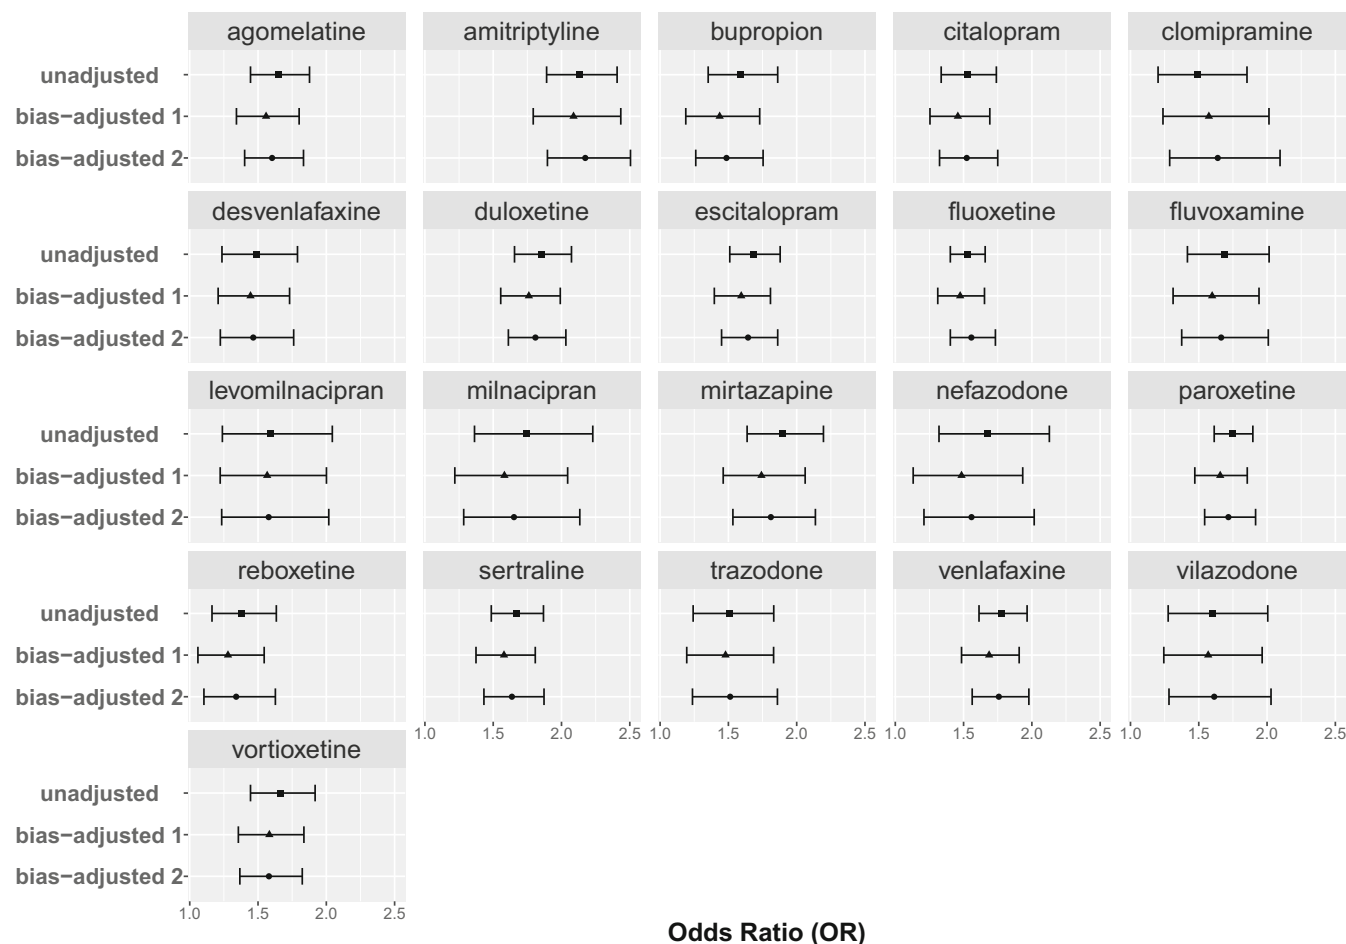 agomelatine amitriptyline bupropion citalopram clomipramine
unadjusted
bias−adjusted 1
bias−adjusted 2
desvenlafaxine duloxetine escitalopram fluoxetine fluvoxamine
unadjusted
bias−adjusted 1
bias−adjusted 2
levomilnacipran milnacipran mirtazapine nefazodone paroxetine
unadjusted
bias−adjusted 1
bias−adjusted 2
reboxetine sertraline trazodone venlafaxine vilazodone
unadjusted
bias−adjusted 1
bias−adjusted 2
1.0 1.5 2.0 2.5 1.0 1.5 2.0 2.5 1.0 1.5 2.0 2.5 1.0 1.5 2.0 2.5
vortioxetine
unadjusted
bias−adjusted 1
bias−adjusted 2
1.0 1.5 2.0 2.5
Odds Ratio (OR)